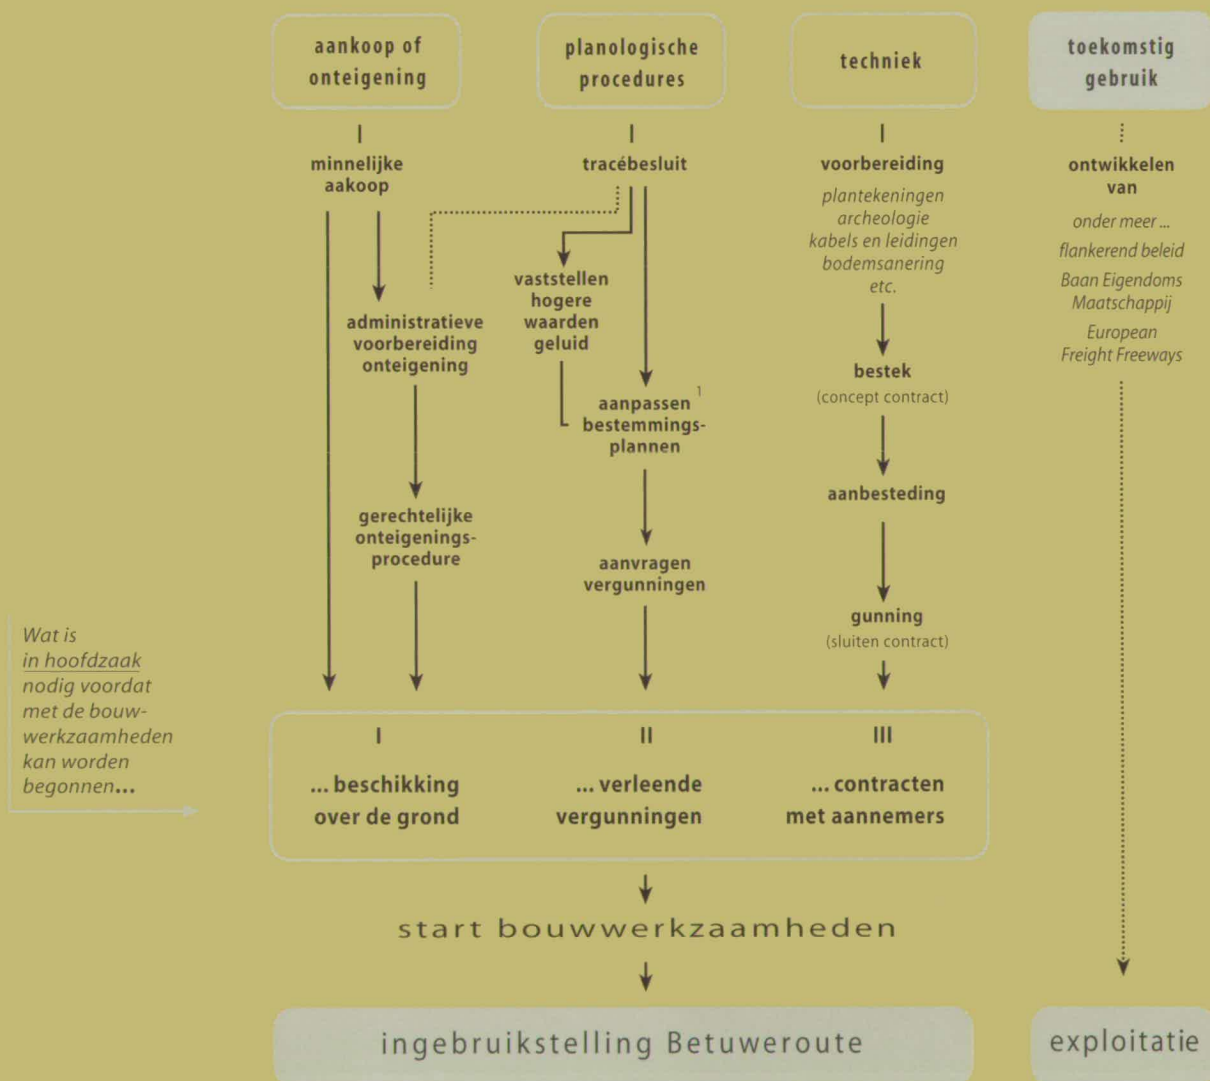 aankoop of
onteigening
minnelijke
aakoop
administratieve
voorbereiding
onteigening
gerechtelijke
onteigenings-
procedure
planologische
procedures
tracébesluit
vaststellen
hogere
waarden
geluid
aanpassen 1
bestemmings-
plannen
aanvragen
vergunningen
techniek
voorbereiding
plantekeningen
archeologie
kabels en leidingen
bodemsanering
etc.
bestek
(concept contract)
aanbesteding
gunning
(sluiten contract)
toekomstig
gebruik
ontwikkelen
van
onder meer ...
flankerend beleid
Baan Eigendoms
Maatschappij
European
Freight Freeways
Wat is
in hoofdzaak
nodig voordat
met de bouw-
werkzaamheden
kan worden
begonnen...
I
... beschikking
over de grond
II
... verleende
vergunningen
III
... contracten
met aannemers
start bouwwerkzaamheden
ingebruikstelling Betuweroute
exploitatie